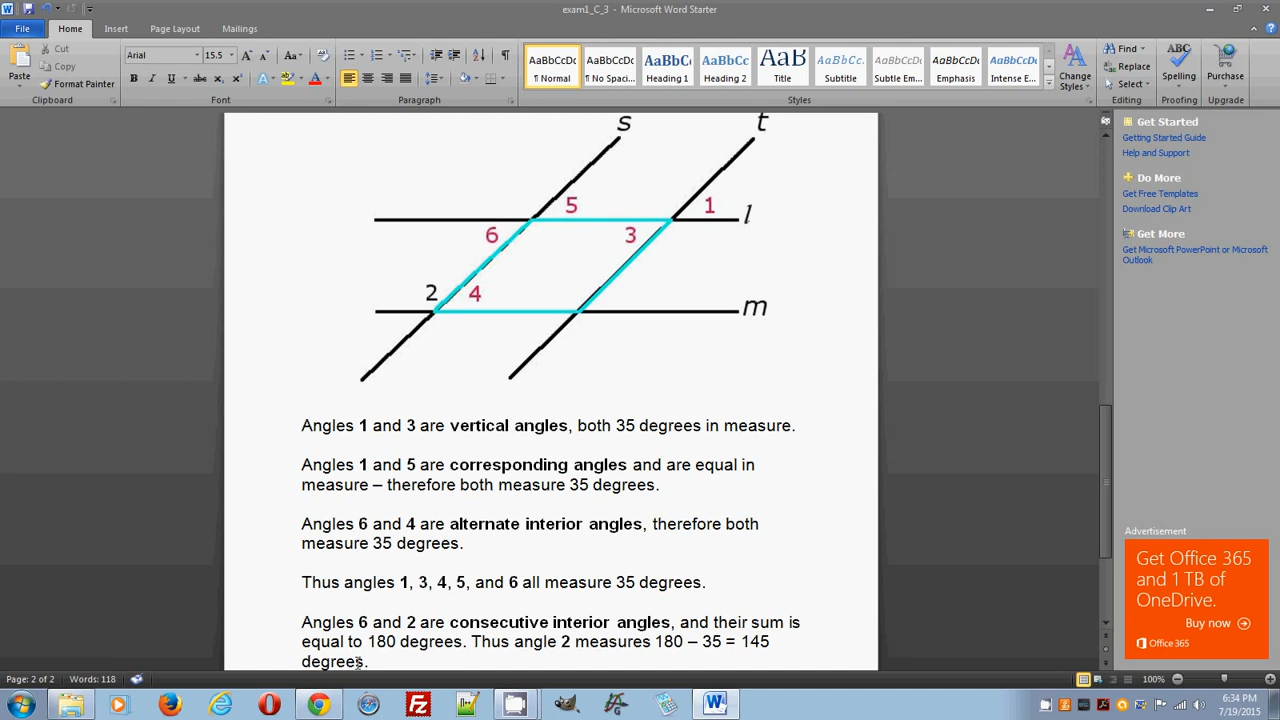 exam1_C_3 - Microsoft Word Starter
File
Home
Insert
Page Layout
Mailings
Paste
Cut
Copy
Format Painter
Clipboard
Arial
15.5
Font
Paragraph
AaBbCcDc
¶ Normal
AaBbCcDc
¶ No Spaci...
AaBbC
Heading 1
AaBbCc
Heading 2
AaB
Title
AaBbCc.
Subtitle
AaBbCcDc
Subtle Em...
AaBbCcDc
Emphasis
AaBbCcDc
Intense E...
Change
Styles
Styles
Find
Replace
Select
Editing
Spelling
Proofing
Purchase
Upgrade
s
t
5
1
l
6
3
2
4
m
Angles 1 and 3 are vertical angles, both 35 degrees in measure.
Angles 1 and 5 are corresponding angles and are equal in
measure – therefore both measure 35 degrees.
Angles 6 and 4 are alternate interior angles, therefore both
measure 35 degrees.
Thus angles 1, 3, 4, 5, and 6 all measure 35 degrees.
Angles 6 and 2 are consecutive interior angles, and their sum is
equal to 180 degrees. Thus angle 2 measures 180 – 35 = 145
degrees.
Get Started
Getting Started Guide
Help and Support
Do More
Get Free Templates
Download Clip Art
Get More
Get Microsoft PowerPoint or Microsoft
Outlook
Advertisement
Get Office 365
and 1 TB of
OneDrive.
Buy now
Office 365
Page: 2 of 2
Words: 118
100%
6:34 PM
7/19/2015